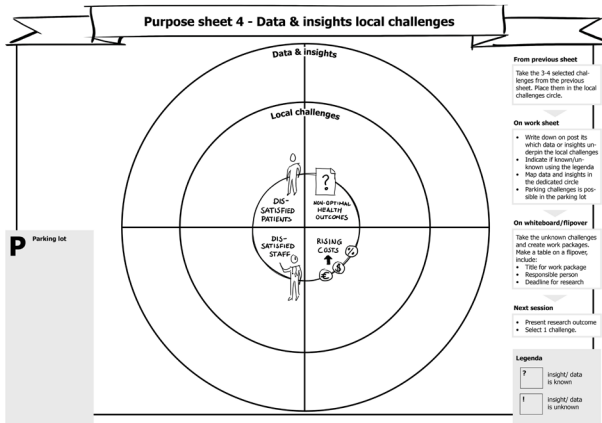 Purpose sheet 4 - Data & insights local challenges
Data & insights
Local challenges
DIS-
SATISFIED
PATIENTS
?
NON-OPTIMAL
HEALTH
OUTCOMES
DIS-
SATISFIED
STAFF
RISING
COSTS
%
$
€
P
Parking lot
From previous sheet
Take the 3-4 selected chal-
lenges from the previous
sheet. Place them in the local
challenges circle.
On work sheet
• Write down on post its
which data or insights un-
derpin the local challenges
• Indicate if known/un-
known using the legenda
• Map data and insights in
the dedicated circle
• Parking challenges is pos-
sible in the parking lot
On whiteboard/flipover
Take the unknown challenges
and create work packages.
Make a table on a flipover,
include:
• Title for work package
• Responsible person
• Deadline for research
Next session
• Present research outcome
• Select 1 challenge.
Legenda
?
insight/ data
is known
!
insight/ data
is unknown